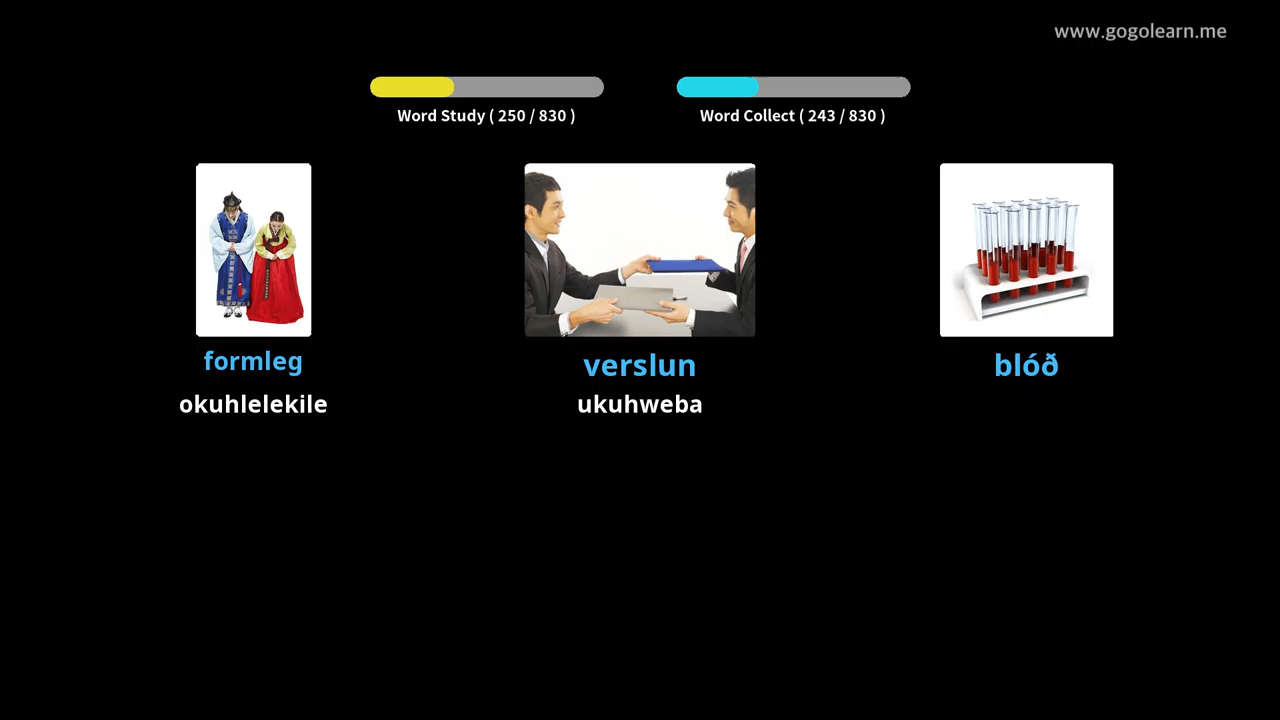 www.gogolearn.me
Word Study ( 250 / 830 )
Word Collect ( 243 / 830 )
formleg
verslun
blóð
okuhlelekile
ukuhweba